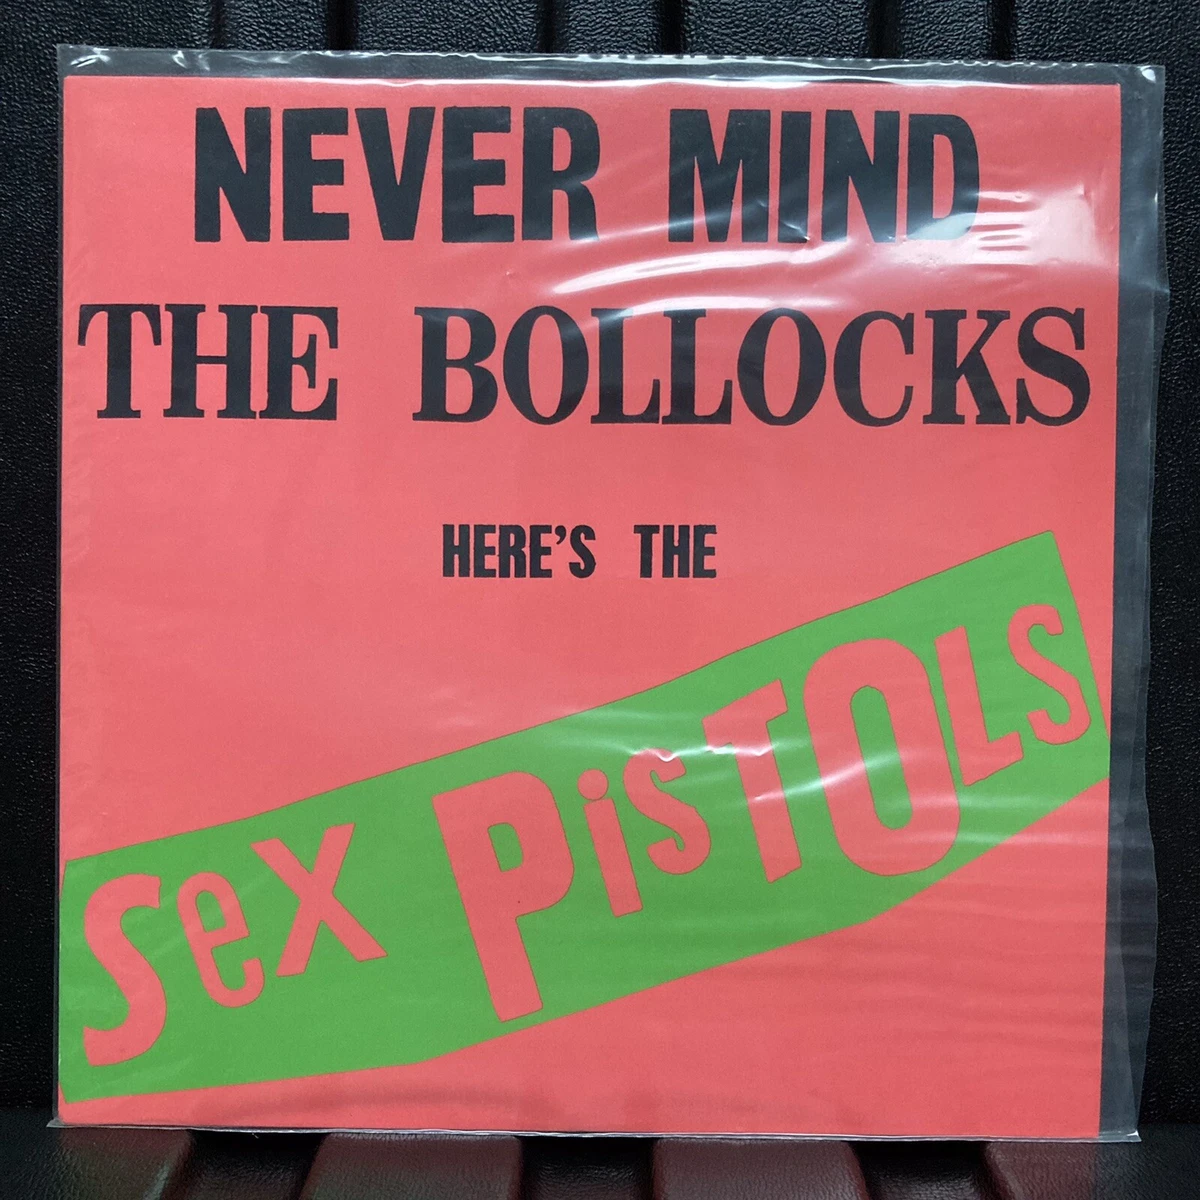 NEVER MIND
THE BOLLOCKS
HERE'S THE
Sex PisTOLS